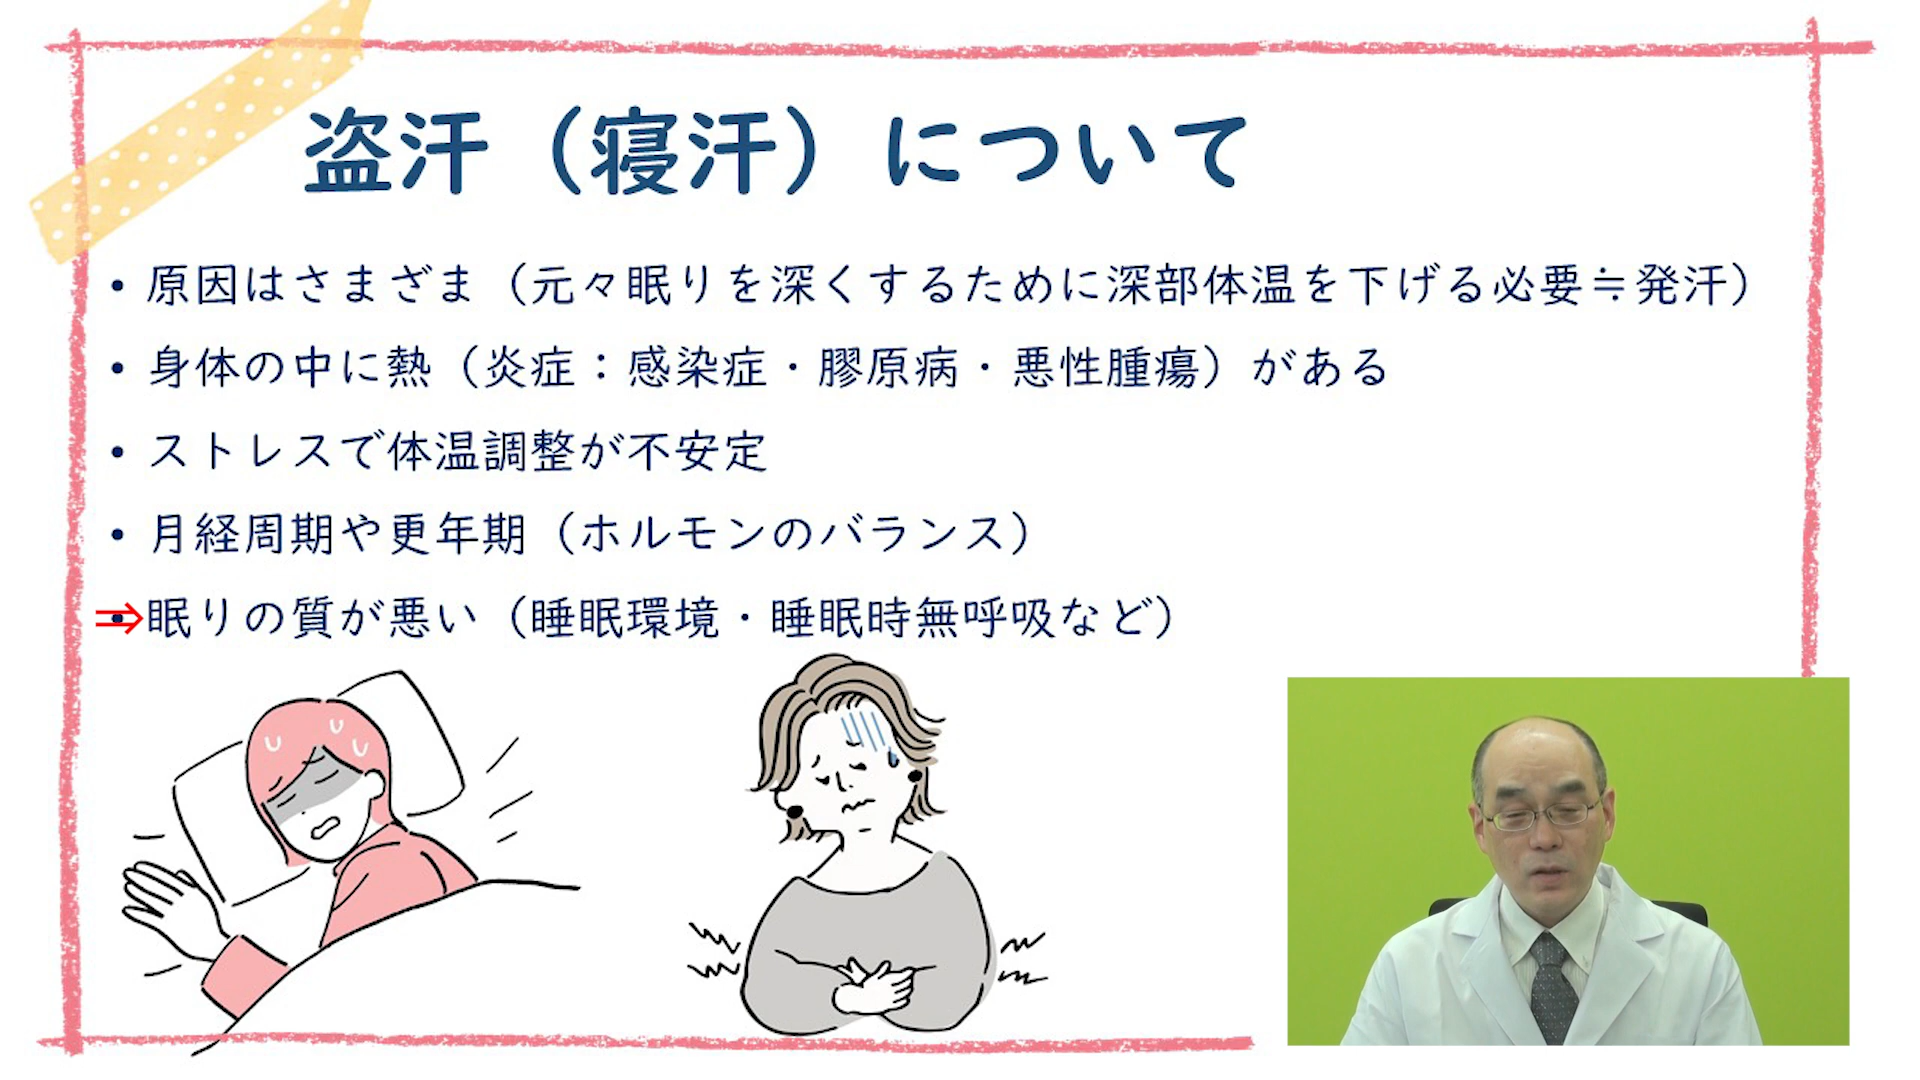 盗汗（寝汗）について
• 原因はさまざま（元々眠りを深くするために深部体温を下げる必要≒発汗）
• 身体の中に熱（炎症：感染症・膠原病・悪性腫瘍）がある
• ストレスで体温調整が不安定
• 月経周期や更年期（ホルモンのバランス）
⇒眠りの質が悪い（睡眠環境・睡眠時無呼吸など）